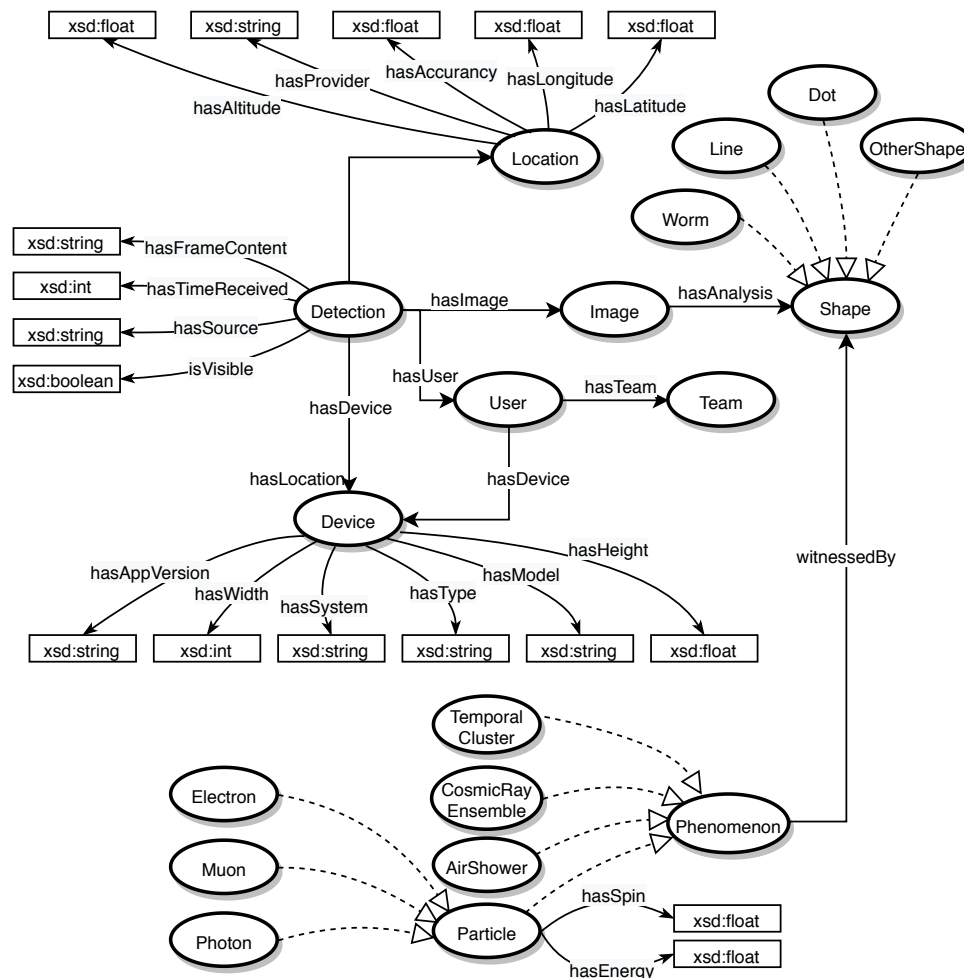 xsd:float
xsd:string
xsd:float
xsd:float
xsd:float
hasProvider
hasAccurancy
hasLongitude
hasAltitude
hasLatitude
Dot
Line
OtherShape
Location
Worm
xsd:string
hasFrameContent
xsd:int
hasTimeReceived
Detection
hasImage
Image
hasAnalysis
Shape
xsd:string
hasSource
xsd:boolean
isVisible
hasUser
hasDevice
User
hasTeam
Team
hasLocation
hasDevice
Device
hasAppVersion
hasWidth
hasSystem
hasType
hasModel
hasHeight
witnessedBy
xsd:string
xsd:int
xsd:string
xsd:string
xsd:string
xsd:float
Temporal
Cluster
Electron
CosmicRay
Ensemble
Phenomenon
Muon
AirShower
hasSpin
xsd:float
Photon
Particle
xsd:float
hasEnergy